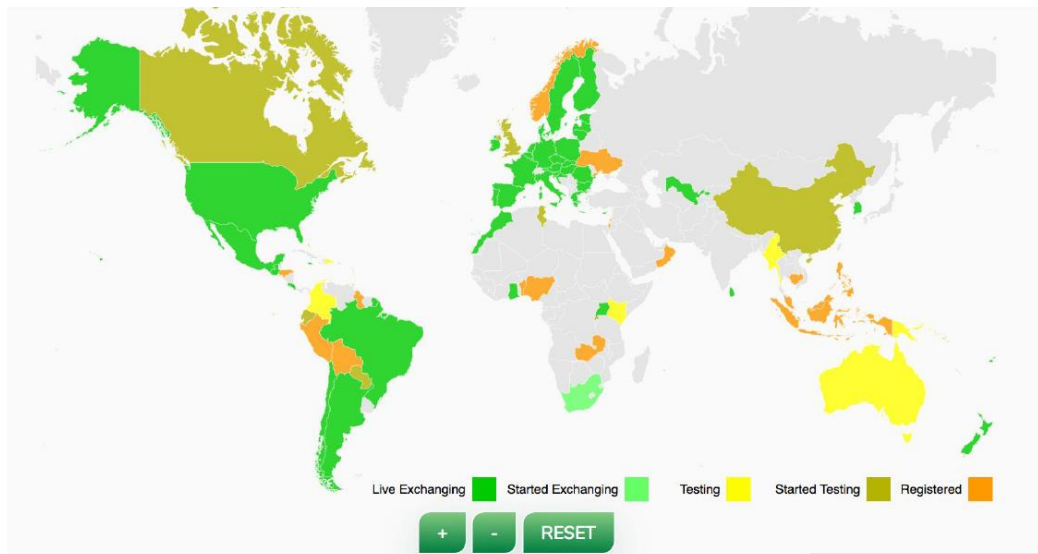 Live Exchanging Started Exchanging Testing Started Testing Registered
+ - RESET